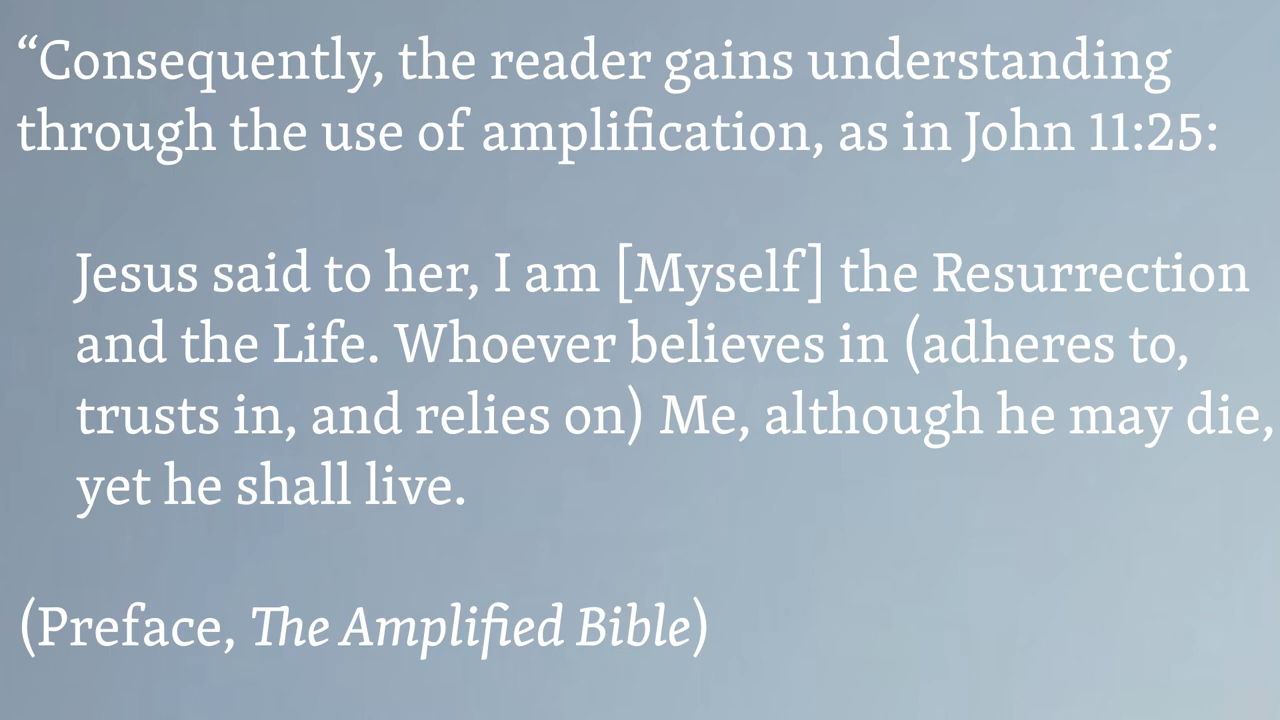 “Consequently, the reader gains understanding
through the use of amplification, as in John 11:25:
Jesus said to her, I am [Myself] the Resurrection
and the Life. Whoever believes in (adheres to,
trusts in, and relies on) Me, although he may die,
yet he shall live.
(Preface, The Amplified Bible)